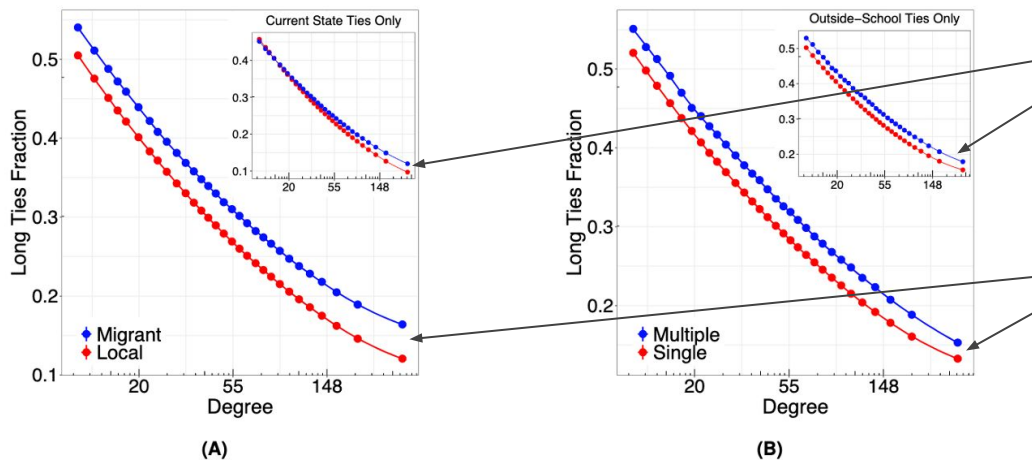 Current State Ties Only
0.4
0.3
0.2
0.1
20
55
148
Long Ties Fraction
0.5
0.4
0.3
0.2
0.1
Migrant
Local
20
55
148
Degree
(A)
Outside-School Ties Only
0.5
0.4
0.3
0.2
20
55
148
Long Ties Fraction
0.5
0.4
0.3
0.2
Multiple
Single
20
55
148
Degree
(B)